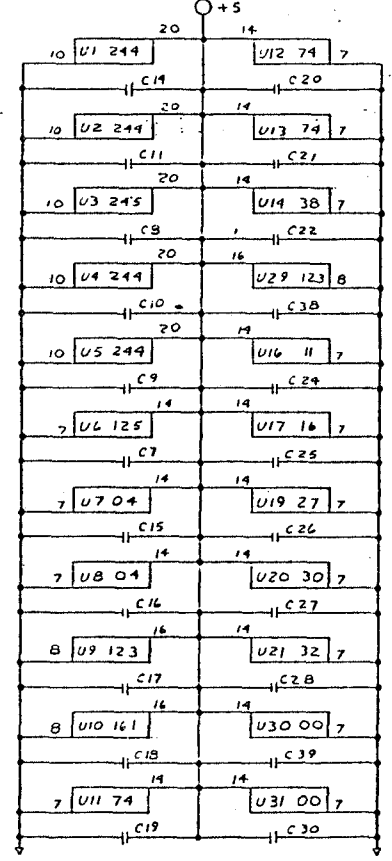 +5
20 14
10 U1 244 U12 74 7
C14 C20
20 14
10 U2 244 U13 74 7
C11 C21
20 14
10 U3 245 U14 38 7
C8 C22
20 16
10 U4 244 U29 123 8
C10 C38
20 14
10 U5 244 U16 11 7
C9 C24
14 14
7 U6 125 U17 16 7
C7 C25
14 14
7 U7 04 U19 27 7
C15 C26
14 14
7 U8 04 U20 30 7
C16 C27
16 14
8 U9 123 U21 32 7
C17 C28
16 14
8 U10 161 U30 00 7
C18 C39
14 14
7 U11 74 U31 00 7
C19 C30